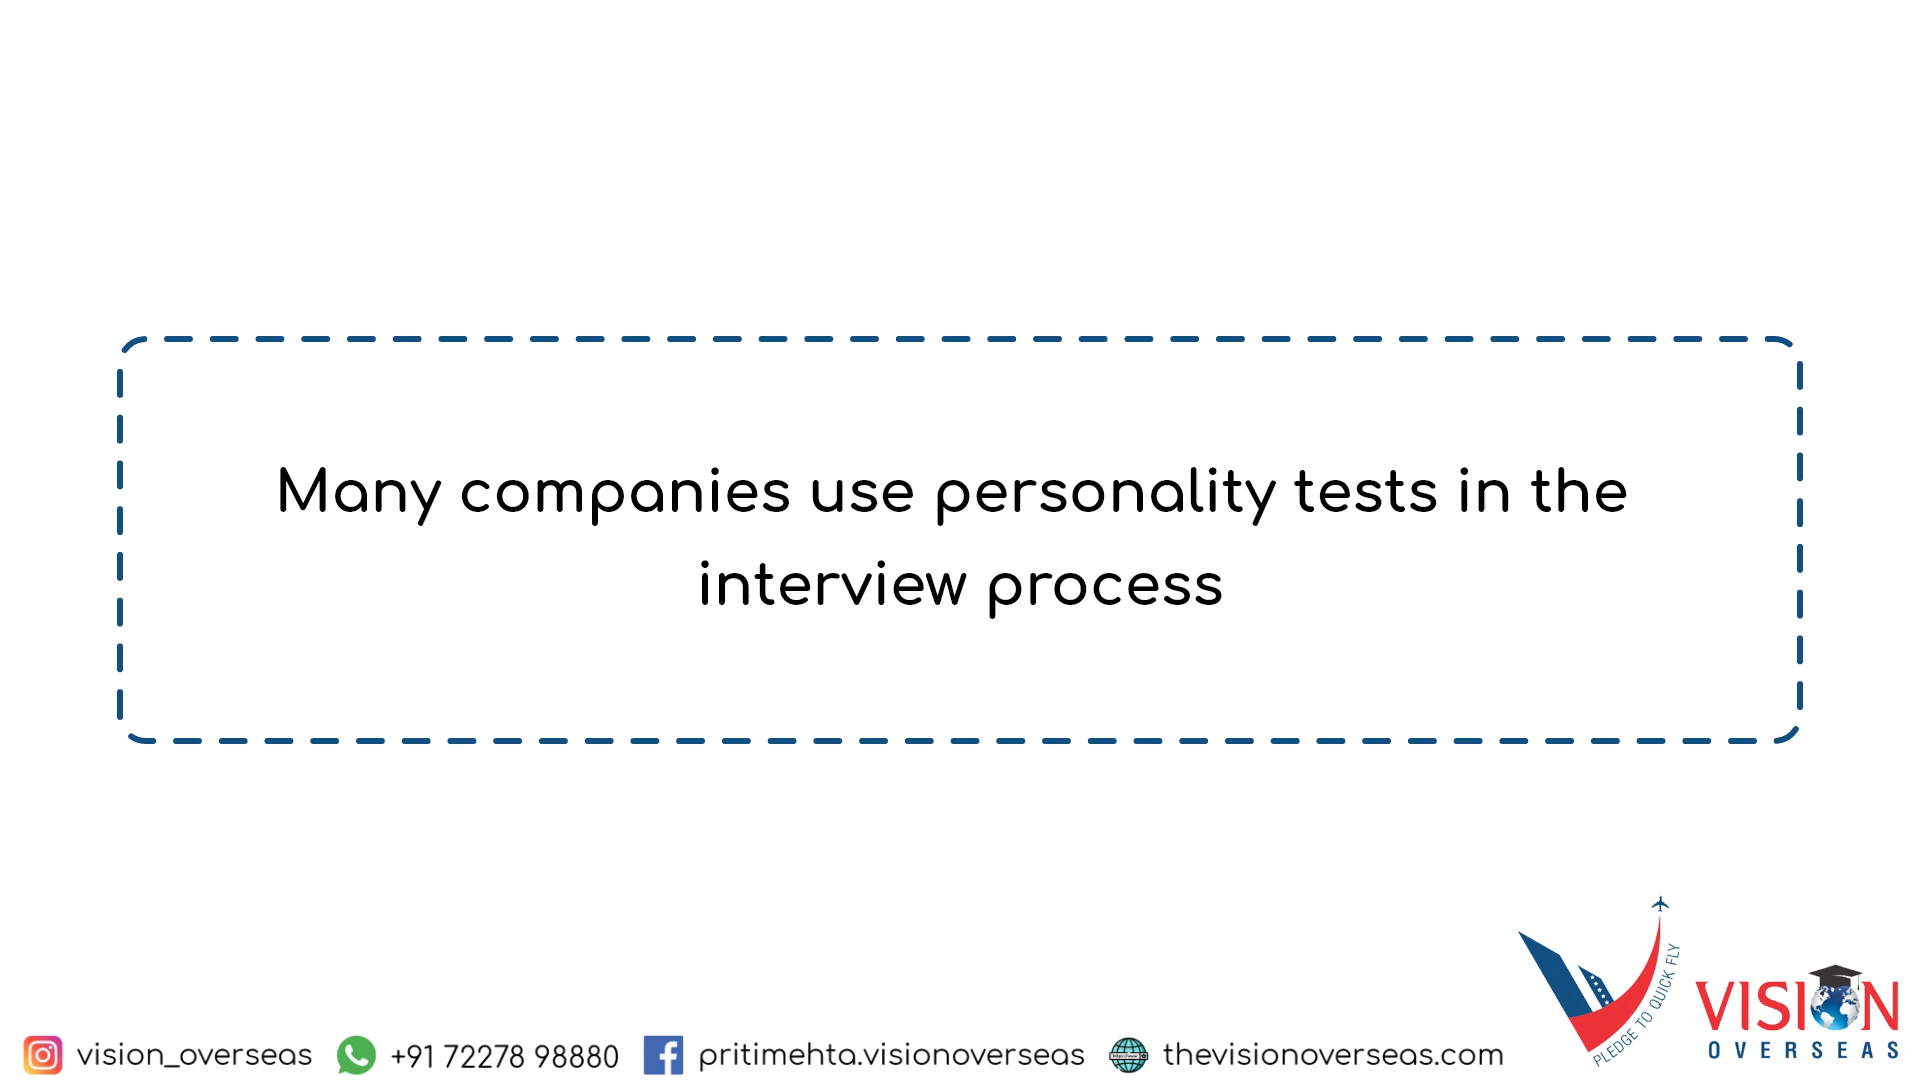 Many companies use personality tests in the
interview process
PLEDGE TO QUICK FLY
VISION
OVERSEAS
vision_overseas
+91 72278 98880
pritimehta.visionoverseas
thevisionoverseas.com